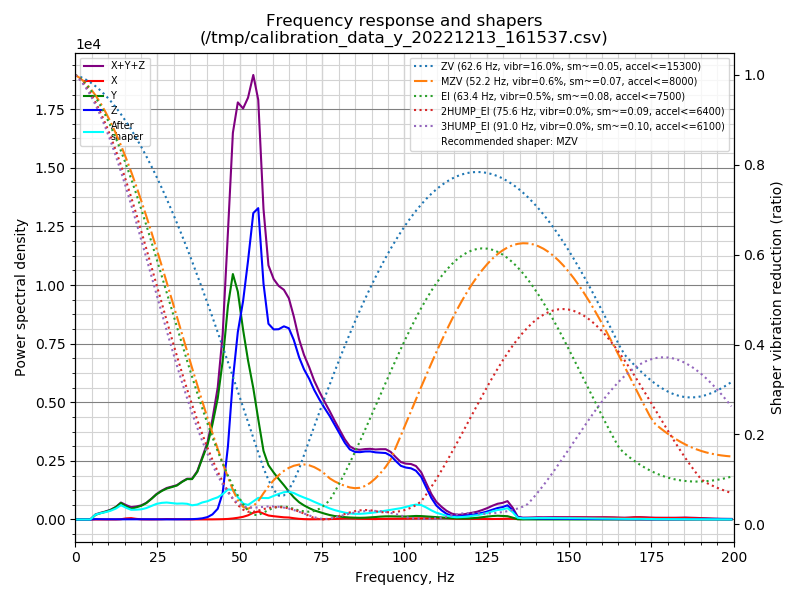 Frequency response and shapers
(/tmp/calibration_data_y_20221213_161537.csv)
1e4
X+Y+Z
X
Y
Z
After
shaper
ZV (62.6 Hz, vibr=16.0%, sm~=0.05, accel<=15300)
MZV (52.2 Hz, vibr=0.6%, sm~=0.07, accel<=8000)
EI (63.4 Hz, vibr=0.5%, sm~=0.08, accel<=7500)
2HUMP_EI (75.6 Hz, vibr=0.0%, sm~=0.09, accel<=6400)
3HUMP_EI (91.0 Hz, vibr=0.0%, sm~=0.10, accel<=6100)
Recommended shaper: MZV
Power spectral density
1.75
1.50
1.25
1.00
0.75
0.50
0.25
0.00
1.0
0.8
0.6
0.4
0.2
0.0
Shaper vibration reduction (ratio)
0 25 50 75 100 125 150 175 200
Frequency, Hz